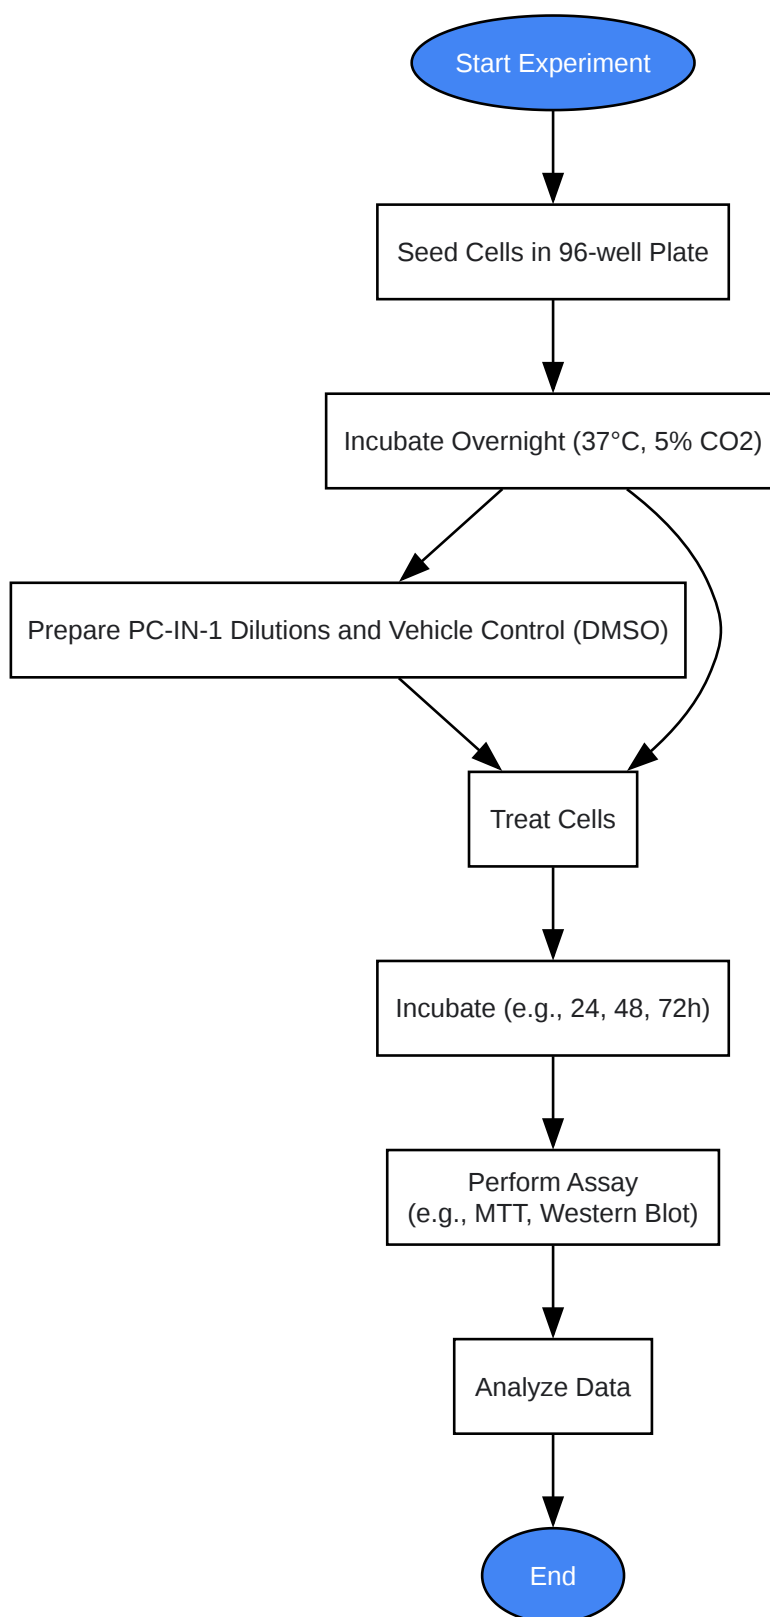 Start Experiment
Seed Cells in 96-well Plate
Incubate Overnight (37°C, 5% CO2)
Prepare PC-IN-1 Dilutions and Vehicle Control (DMSO)
Treat Cells
Incubate (e.g., 24, 48, 72h)
Perform Assay
(e.g., MTT, Western Blot)
Analyze Data
End